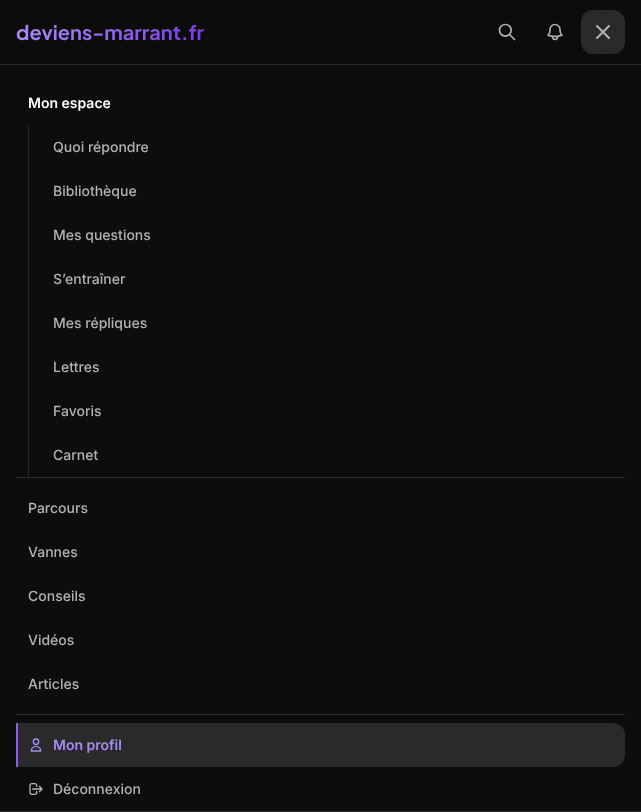 deviens-marrant.fr
Mon espace
Quoi répondre
Bibliothèque
Mes questions
S’entraîner
Mes répliques
Lettres
Favoris
Carnet
Parcours
Vannes
Conseils
Vidéos
Articles
Mon profil
Déconnexion